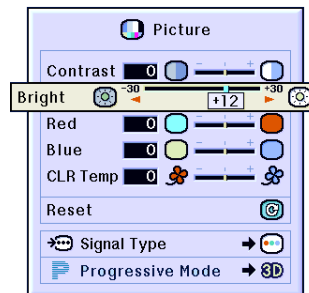 Picture
Contrast 0 - +
Bright -30 +12 +30
Red 0 - +
Blue 0 - +
CLR Temp 0 - +
Reset
Signal Type
Progressive Mode 3D